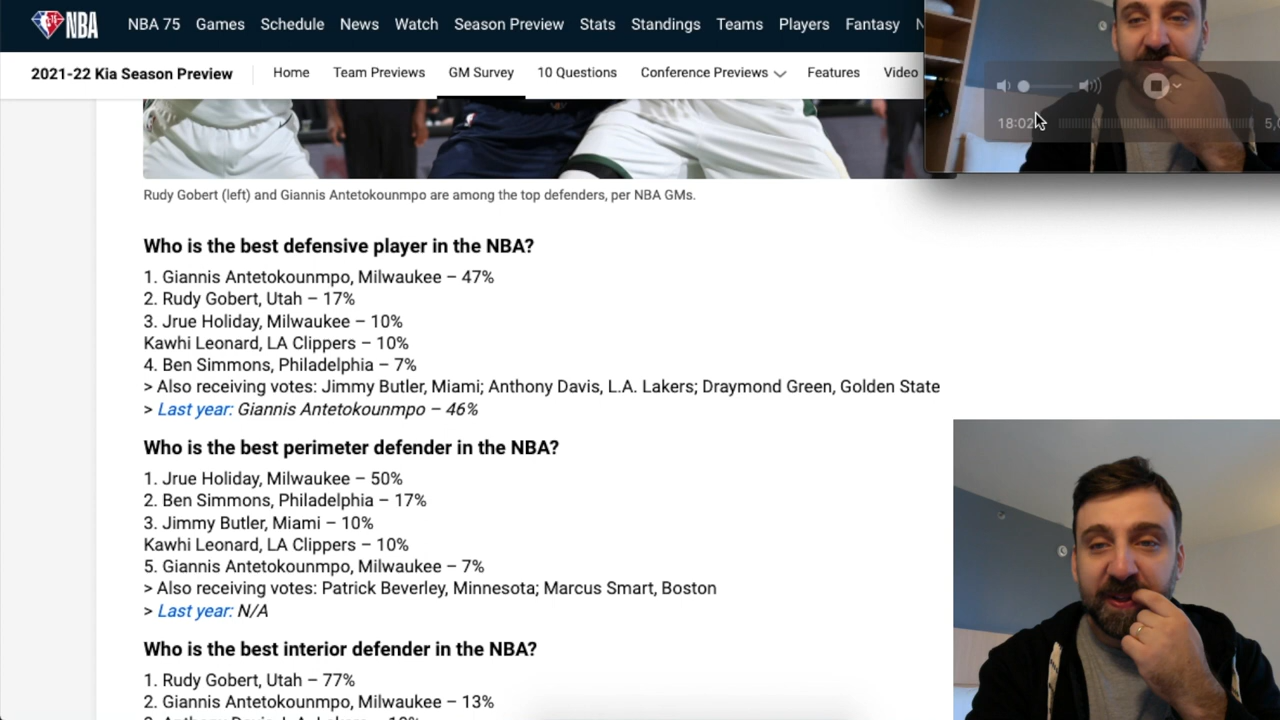 NBA
NBA 75 Games Schedule News Watch Season Preview Stats Standings Teams Players Fantasy
2021-22 Kia Season Preview Home Team Previews GM Survey 10 Questions Conference Previews Features Video
18:02
Rudy Gobert (left) and Giannis Antetokounmpo are among the top defenders, per NBA GMs.
Who is the best defensive player in the NBA?
1. Giannis Antetokounmpo, Milwaukee – 47%
2. Rudy Gobert, Utah – 17%
3. Jrue Holiday, Milwaukee – 10%
Kawhi Leonard, LA Clippers – 10%
4. Ben Simmons, Philadelphia – 7%
> Also receiving votes: Jimmy Butler, Miami; Anthony Davis, L.A. Lakers; Draymond Green, Golden State
> Last year: Giannis Antetokounmpo – 46%
Who is the best perimeter defender in the NBA?
1. Jrue Holiday, Milwaukee – 50%
2. Ben Simmons, Philadelphia – 17%
3. Jimmy Butler, Miami – 10%
Kawhi Leonard, LA Clippers – 10%
5. Giannis Antetokounmpo, Milwaukee – 7%
> Also receiving votes: Patrick Beverley, Minnesota; Marcus Smart, Boston
> Last year: N/A
Who is the best interior defender in the NBA?
1. Rudy Gobert, Utah – 77%
2. Giannis Antetokounmpo, Milwaukee – 13%